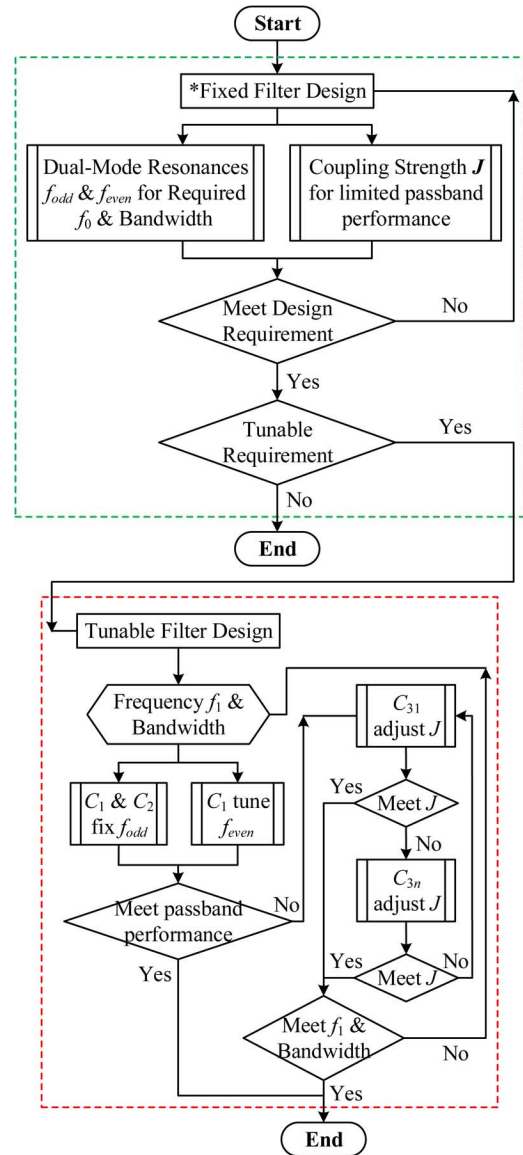 Start
*Fixed Filter Design
Dual-Mode Resonances
f_odd & f_even for Required
f_0 & Bandwidth
Coupling Strength J
for limited passband
performance
Meet Design
Requirement
No
Yes
Tunable
Requirement
Yes
No
End
Tunable Filter Design
Frequency f_1 &
Bandwidth
C_31
adjust J
C_1 & C_2
fix f_odd
C_1 tune
f_even
Yes
Meet J
No
C_3n
adjust J
Meet passband
performance
No
Yes
Meet J
No
Yes
Meet f_1 &
Bandwidth
No
Yes
End